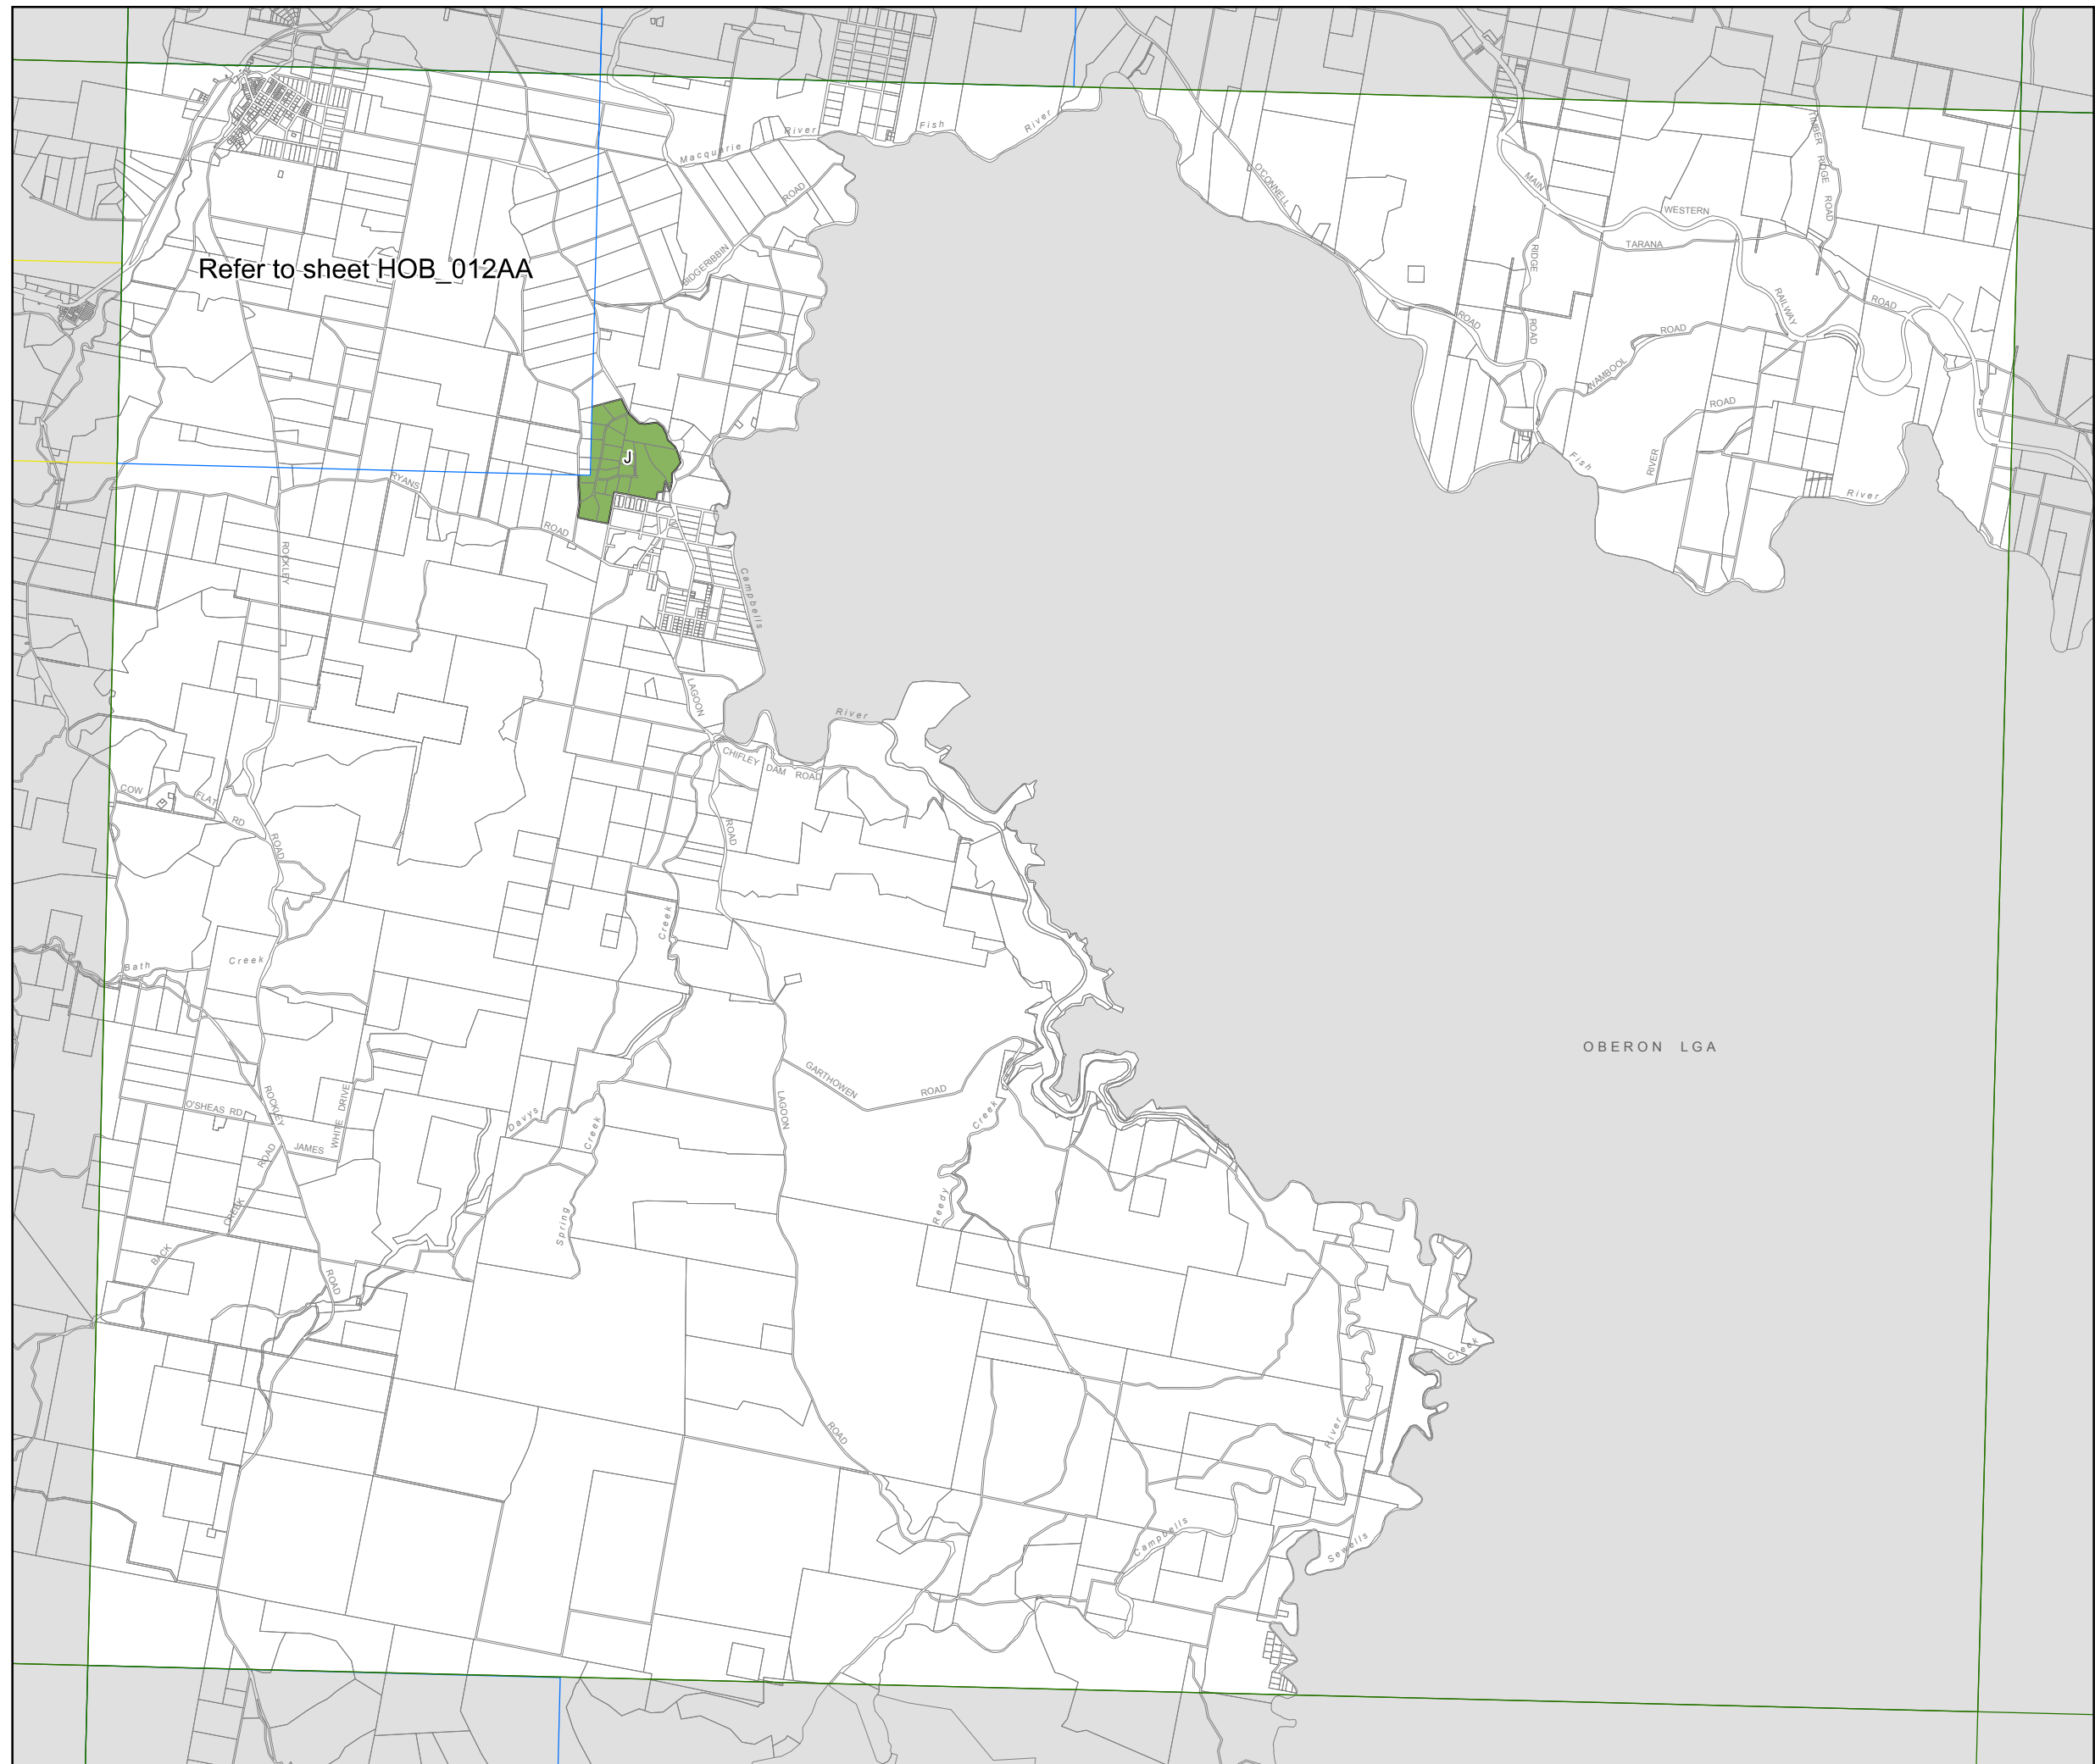 River
Fish
River
Macquarie
ROAD
BIDGERIBBIN
O'CONNELL
MAIN
WESTERN
TARANA
TIMBER RIDGE ROAD
Refer to sheet HOB_012AA
RIDGE
ROAD
ROAD
RAILWAY
ROAD
ROAD
WAMBOOL
ROAD
RIVER
Fish
River
J
RYANS
ROAD
ROCKLEY
Campbells
LAGOON
River
CHIFLEY DAM ROAD
COW
FLAT
RD
ROAD
ROAD
Creek
Bath
Creek
OBERON LGA
GARTHOWEN
ROAD
LAGOON
O'SHEAS RD
ROCKLEY
WHITE DRIVE
JAMES
ROAD
CREEK
BACK
ROAD
Davys
Creek
Spring
Creek
Reedy
Creek
ROAD
River
Campbells
Sewells